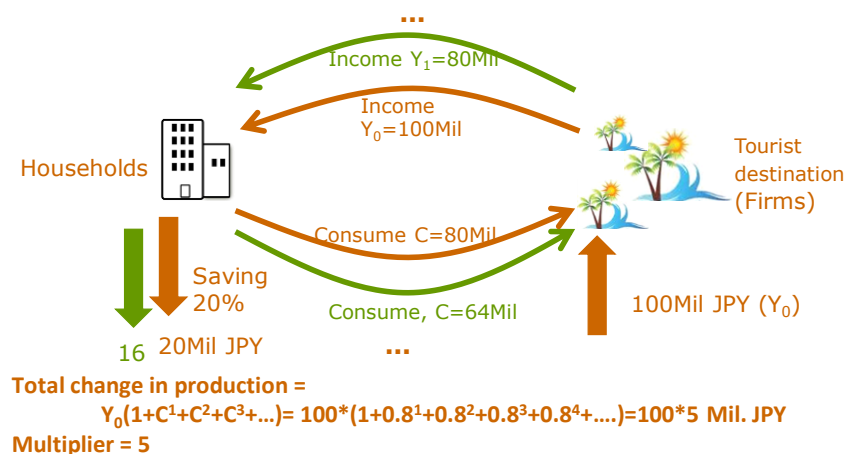 ...
Income Y₁=80Mil
Income
Y₀=100Mil
Households
Tourist
destination
(Firms)
Consume C=80Mil
Saving
20%
Consume, C=64Mil
100Mil JPY (Y₀)
16
20Mil JPY
...
Total change in production =
Y₀(1+C¹+C²+C³+…)= 100*(1+0.8¹+0.8²+0.8³+0.8⁴+….)=100*5 Mil. JPY
Multiplier = 5